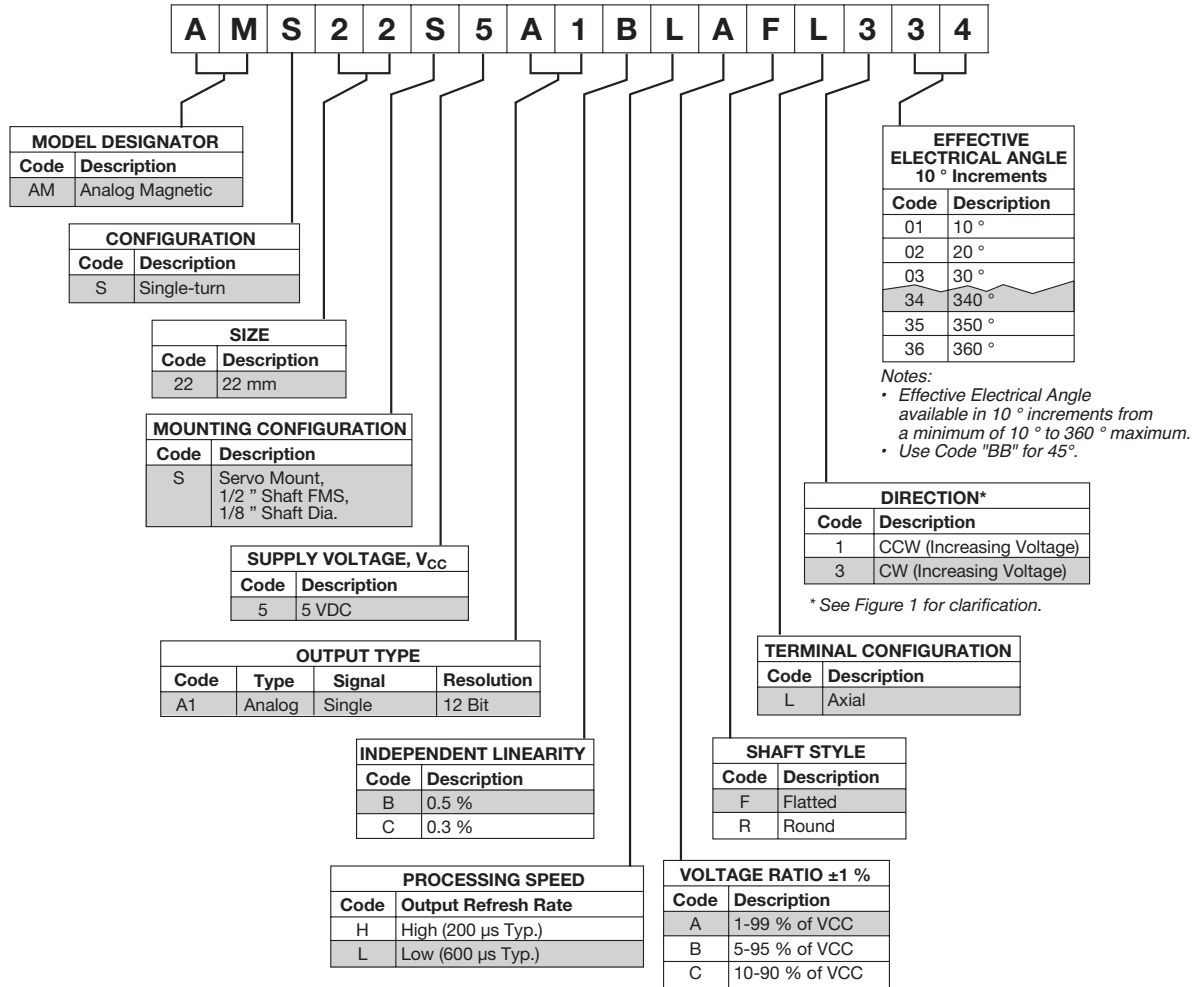 A M S 2 2 S 5 A 1 B L A F L 3 3 4
MODEL DESIGNATOR
Code Description
AM Analog Magnetic
CONFIGURATION
Code Description
S Single-turn
SIZE
Code Description
22 22 mm
MOUNTING CONFIGURATION
Code Description
S Servo Mount,
1/2 ” Shaft FMS,
1/8 ” Shaft Dia.
SUPPLY VOLTAGE, VCC
Code Description
5 5 VDC
OUTPUT TYPE
Code Type Signal Resolution
A1 Analog Single 12 Bit
INDEPENDENT LINEARITY
Code Description
B 0.5 %
C 0.3 %
PROCESSING SPEED
Code Output Refresh Rate
H High (200 µs Typ.)
L Low (600 µs Typ.)
VOLTAGE RATIO ±1 %
Code Description
A 1-99 % of VCC
B 5-95 % of VCC
C 10-90 % of VCC
SHAFT STYLE
Code Description
F Flatted
R Round
TERMINAL CONFIGURATION
Code Description
L Axial
DIRECTION*
Code Description
1 CCW (Increasing Voltage)
3 CW (Increasing Voltage)
* See Figure 1 for clarification.
EFFECTIVE
ELECTRICAL ANGLE
10 ° Increments
Code Description
01 10 °
02 20 °
03 30 °
34 340 °
35 350 °
36 360 °
Notes:
• Effective Electrical Angle
available in 10 ° increments from
a minimum of 10 ° to 360 ° maximum.
• Use Code "BB" for 45°.